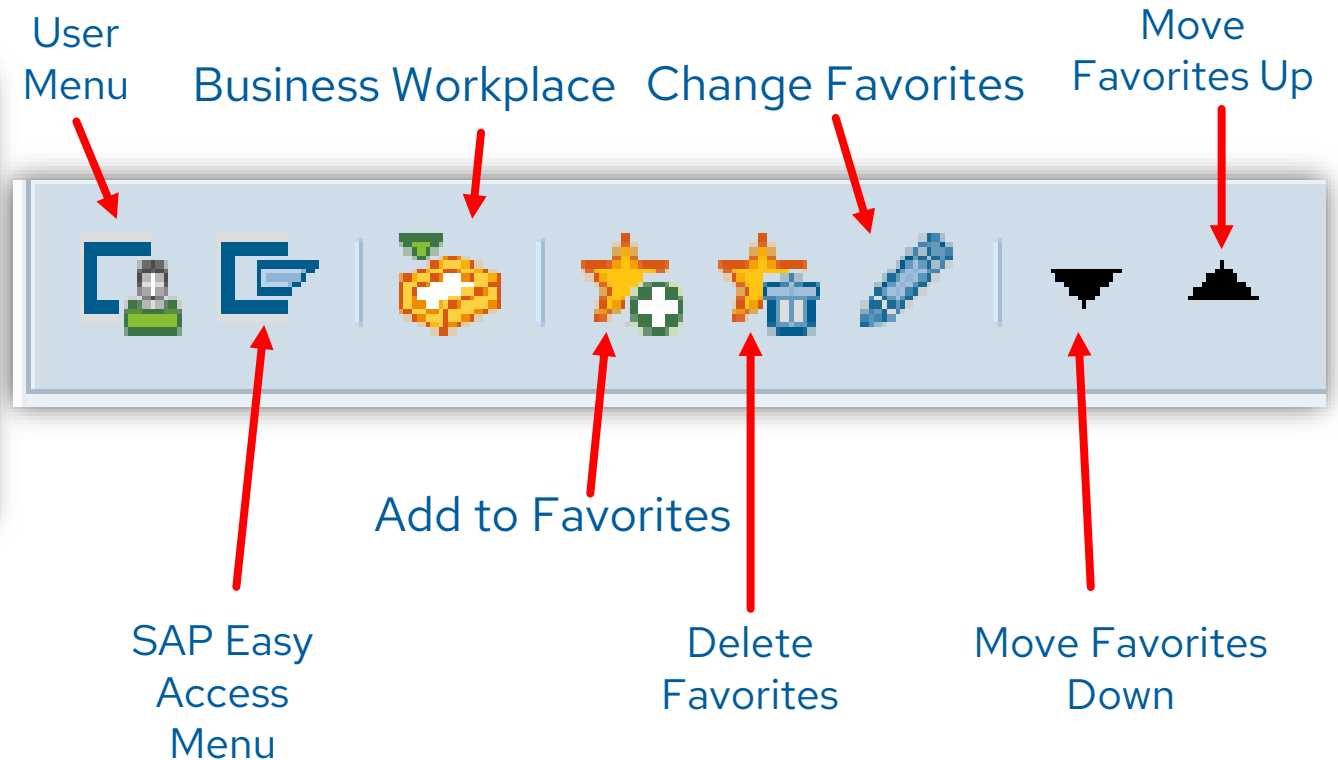 User
Menu
Business Workplace
Change Favorites
Move
Favorites Up
Add to Favorites
SAP Easy
Access
Menu
Delete
Favorites
Move Favorites
Down